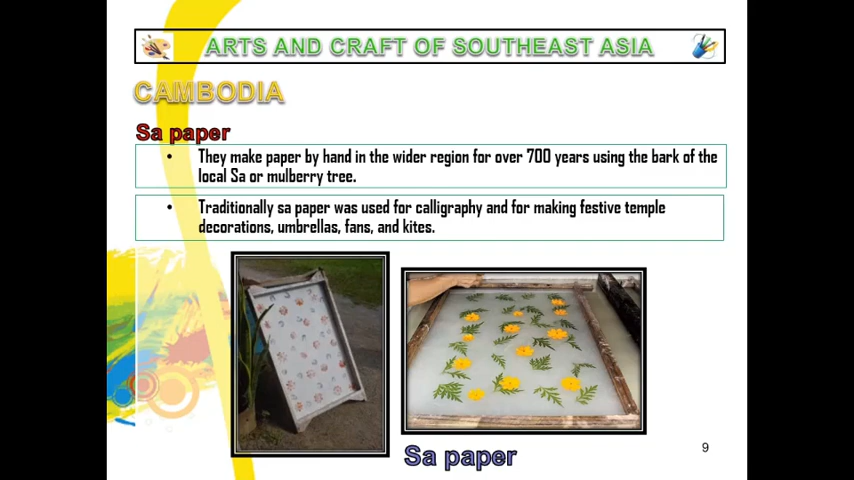 ARTS AND CRAFT OF SOUTHEAST ASIA
CAMBODIA
Sa paper
• They make paper by hand in the wider region for over 700 years using the bark of the
local Sa or mulberry tree.
• Traditionally sa paper was used for calligraphy and for making festive temple
decorations, umbrellas, fans, and kites.
Sa paper
9